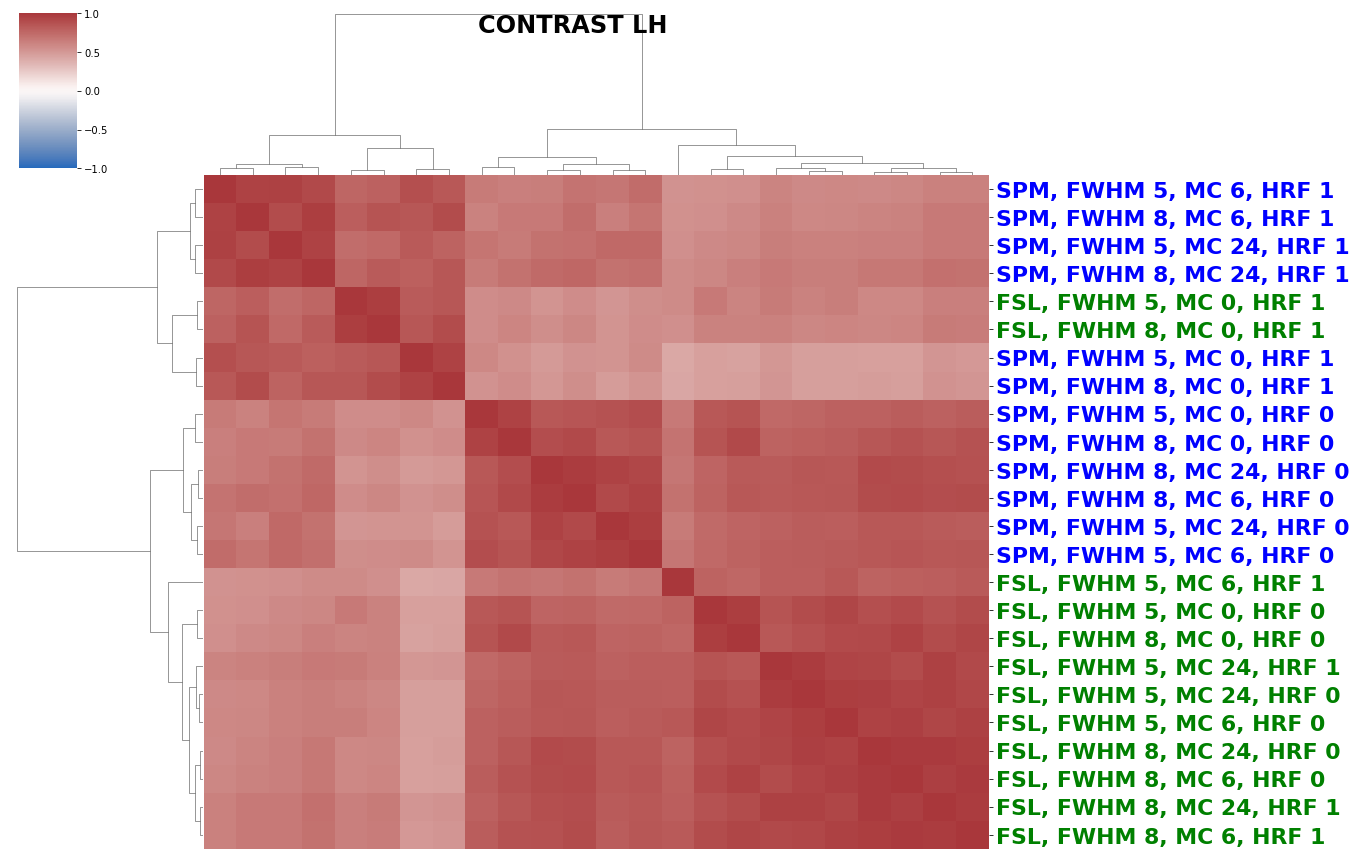 CONTRAST LH
1.0
0.5
0.0
−0.5
−1.0
SPM, FWHM 5, MC 6, HRF 1
SPM, FWHM 8, MC 6, HRF 1
SPM, FWHM 5, MC 24, HRF 1
SPM, FWHM 8, MC 24, HRF 1
FSL, FWHM 5, MC 0, HRF 1
FSL, FWHM 8, MC 0, HRF 1
SPM, FWHM 5, MC 0, HRF 1
SPM, FWHM 8, MC 0, HRF 1
SPM, FWHM 5, MC 0, HRF 0
SPM, FWHM 8, MC 0, HRF 0
SPM, FWHM 8, MC 24, HRF 0
SPM, FWHM 8, MC 6, HRF 0
SPM, FWHM 5, MC 24, HRF 0
SPM, FWHM 5, MC 6, HRF 0
FSL, FWHM 5, MC 6, HRF 1
FSL, FWHM 5, MC 0, HRF 0
FSL, FWHM 8, MC 0, HRF 0
FSL, FWHM 5, MC 24, HRF 1
FSL, FWHM 5, MC 24, HRF 0
FSL, FWHM 5, MC 6, HRF 0
FSL, FWHM 8, MC 24, HRF 0
FSL, FWHM 8, MC 6, HRF 0
FSL, FWHM 8, MC 24, HRF 1
FSL, FWHM 8, MC 6, HRF 1